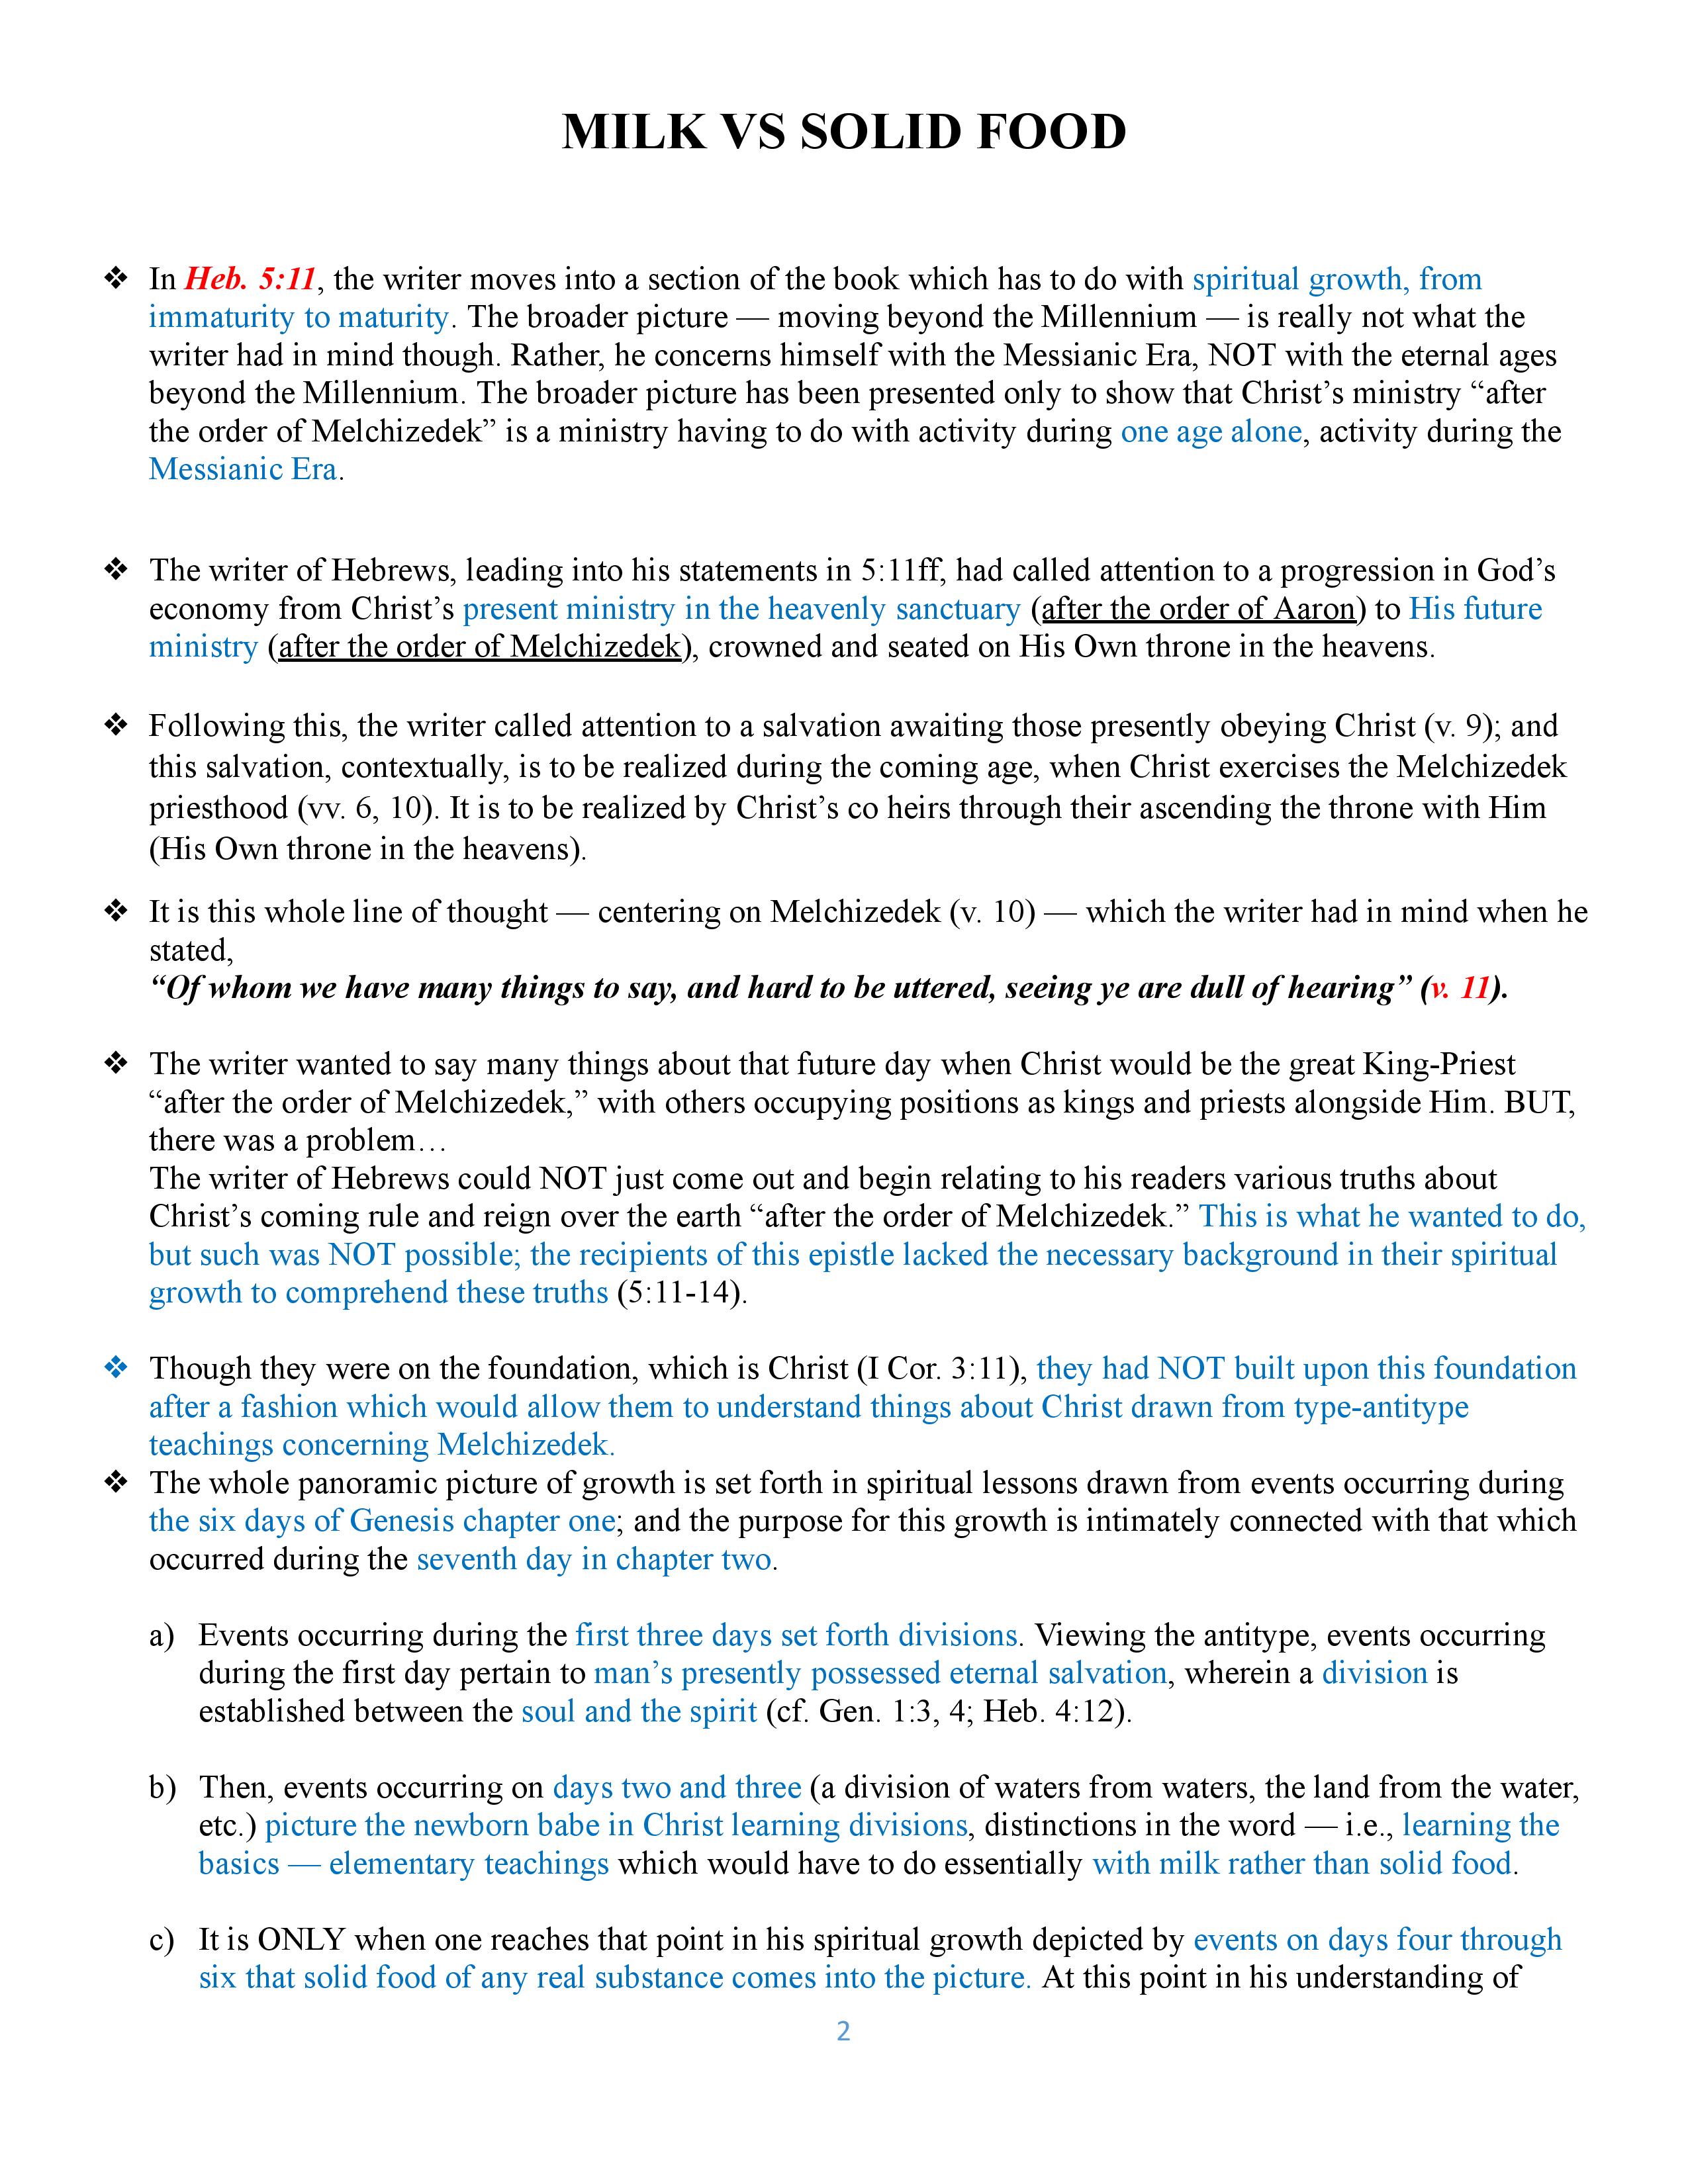 MILK VS SOLID FOOD
❖ In Heb. 5:11, the writer moves into a section of the book which has to do with spiritual growth, from
immaturity to maturity. The broader picture — moving beyond the Millennium — is really not what the
writer had in mind though. Rather, he concerns himself with the Messianic Era, NOT with the eternal ages
beyond the Millennium. The broader picture has been presented only to show that Christ’s ministry “after
the order of Melchizedek” is a ministry having to do with activity during one age alone, activity during the
Messianic Era.
❖ The writer of Hebrews, leading into his statements in 5:11ff, had called attention to a progression in God’s
economy from Christ’s present ministry in the heavenly sanctuary (after the order of Aaron) to His future
ministry (after the order of Melchizedek), crowned and seated on His Own throne in the heavens.
❖ Following this, the writer called attention to a salvation awaiting those presently obeying Christ (v. 9); and
this salvation, contextually, is to be realized during the coming age, when Christ exercises the Melchizedek
priesthood (vv. 6, 10). It is to be realized by Christ’s co heirs through their ascending the throne with Him
(His Own throne in the heavens).
❖ It is this whole line of thought — centering on Melchizedek (v. 10) — which the writer had in mind when he
stated,
“Of whom we have many things to say, and hard to be uttered, seeing ye are dull of hearing” (v. 11).
❖ The writer wanted to say many things about that future day when Christ would be the great King-Priest
“after the order of Melchizedek,” with others occupying positions as kings and priests alongside Him. BUT,
there was a problem…
The writer of Hebrews could NOT just come out and begin relating to his readers various truths about
Christ’s coming rule and reign over the earth “after the order of Melchizedek.” This is what he wanted to do,
but such was NOT possible; the recipients of this epistle lacked the necessary background in their spiritual
growth to comprehend these truths (5:11-14).
❖ Though they were on the foundation, which is Christ (I Cor. 3:11), they had NOT built upon this foundation
after a fashion which would allow them to understand things about Christ drawn from type-antitype
teachings concerning Melchizedek.
❖ The whole panoramic picture of growth is set forth in spiritual lessons drawn from events occurring during
the six days of Genesis chapter one; and the purpose for this growth is intimately connected with that which
occurred during the seventh day in chapter two.
a) Events occurring during the first three days set forth divisions. Viewing the antitype, events occurring
during the first day pertain to man’s presently possessed eternal salvation, wherein a division is
established between the soul and the spirit (cf. Gen. 1:3, 4; Heb. 4:12).
b) Then, events occurring on days two and three (a division of waters from waters, the land from the water,
etc.) picture the newborn babe in Christ learning divisions, distinctions in the word — i.e., learning the
basics — elementary teachings which would have to do essentially with milk rather than solid food.
c) It is ONLY when one reaches that point in his spiritual growth depicted by events on days four through
six that solid food of any real substance comes into the picture. At this point in his understanding of
2